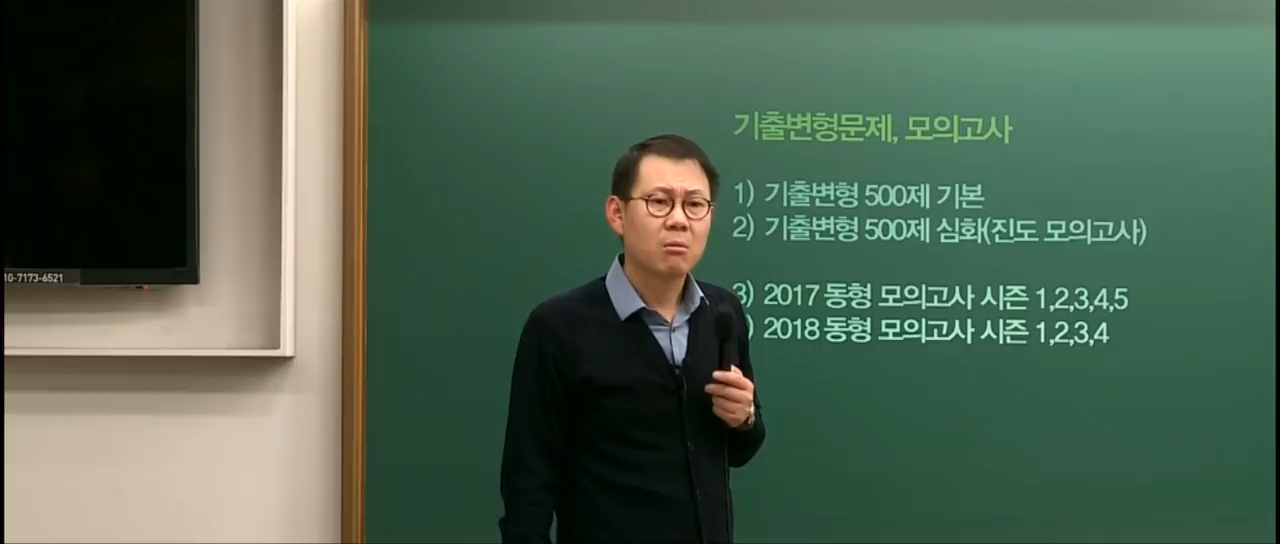 기출변형문제, 모의고사
1) 기출변형 500제 기본
2) 기출변형 500제 심화(진도 모의고사)
3) 2017 동형 모의고사 시즌 1,2,3,4,5
) 2018 동형 모의고사 시즌 1,2,3,4
10-7173-6521